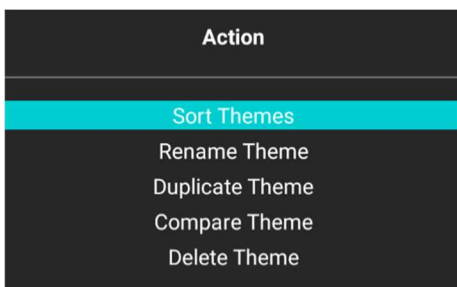 Action
Sort Themes
Rename Theme
Duplicate Theme
Compare Theme
Delete Theme